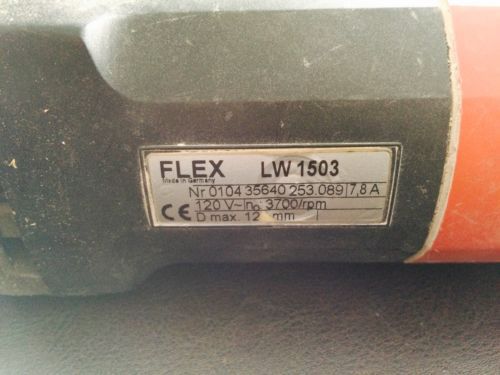 FLEX LW 1503
Made in Germany
Nr 0104 35640 253.089 7,8 A
CE 120 V~ n₀ 3700/rpm
D max. mm